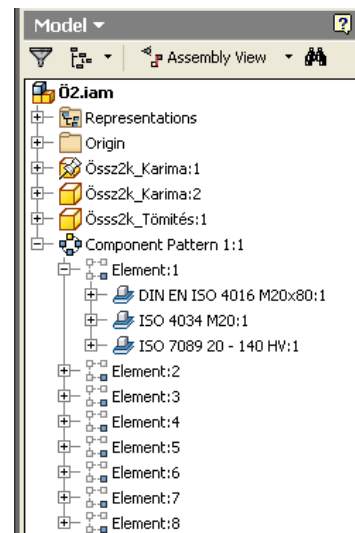 Model
Assembly View
Ö2.iam
Representations
Origin
Össz2k_Karima:1
Össz2k_Karima:2
Össs2k_Tömités:1
Component Pattern 1:1
Element:1
DIN EN ISO 4016 M20x80:1
ISO 4034 M20:1
ISO 7089 20 - 140 HV:1
Element:2
Element:3
Element:4
Element:5
Element:6
Element:7
Element:8